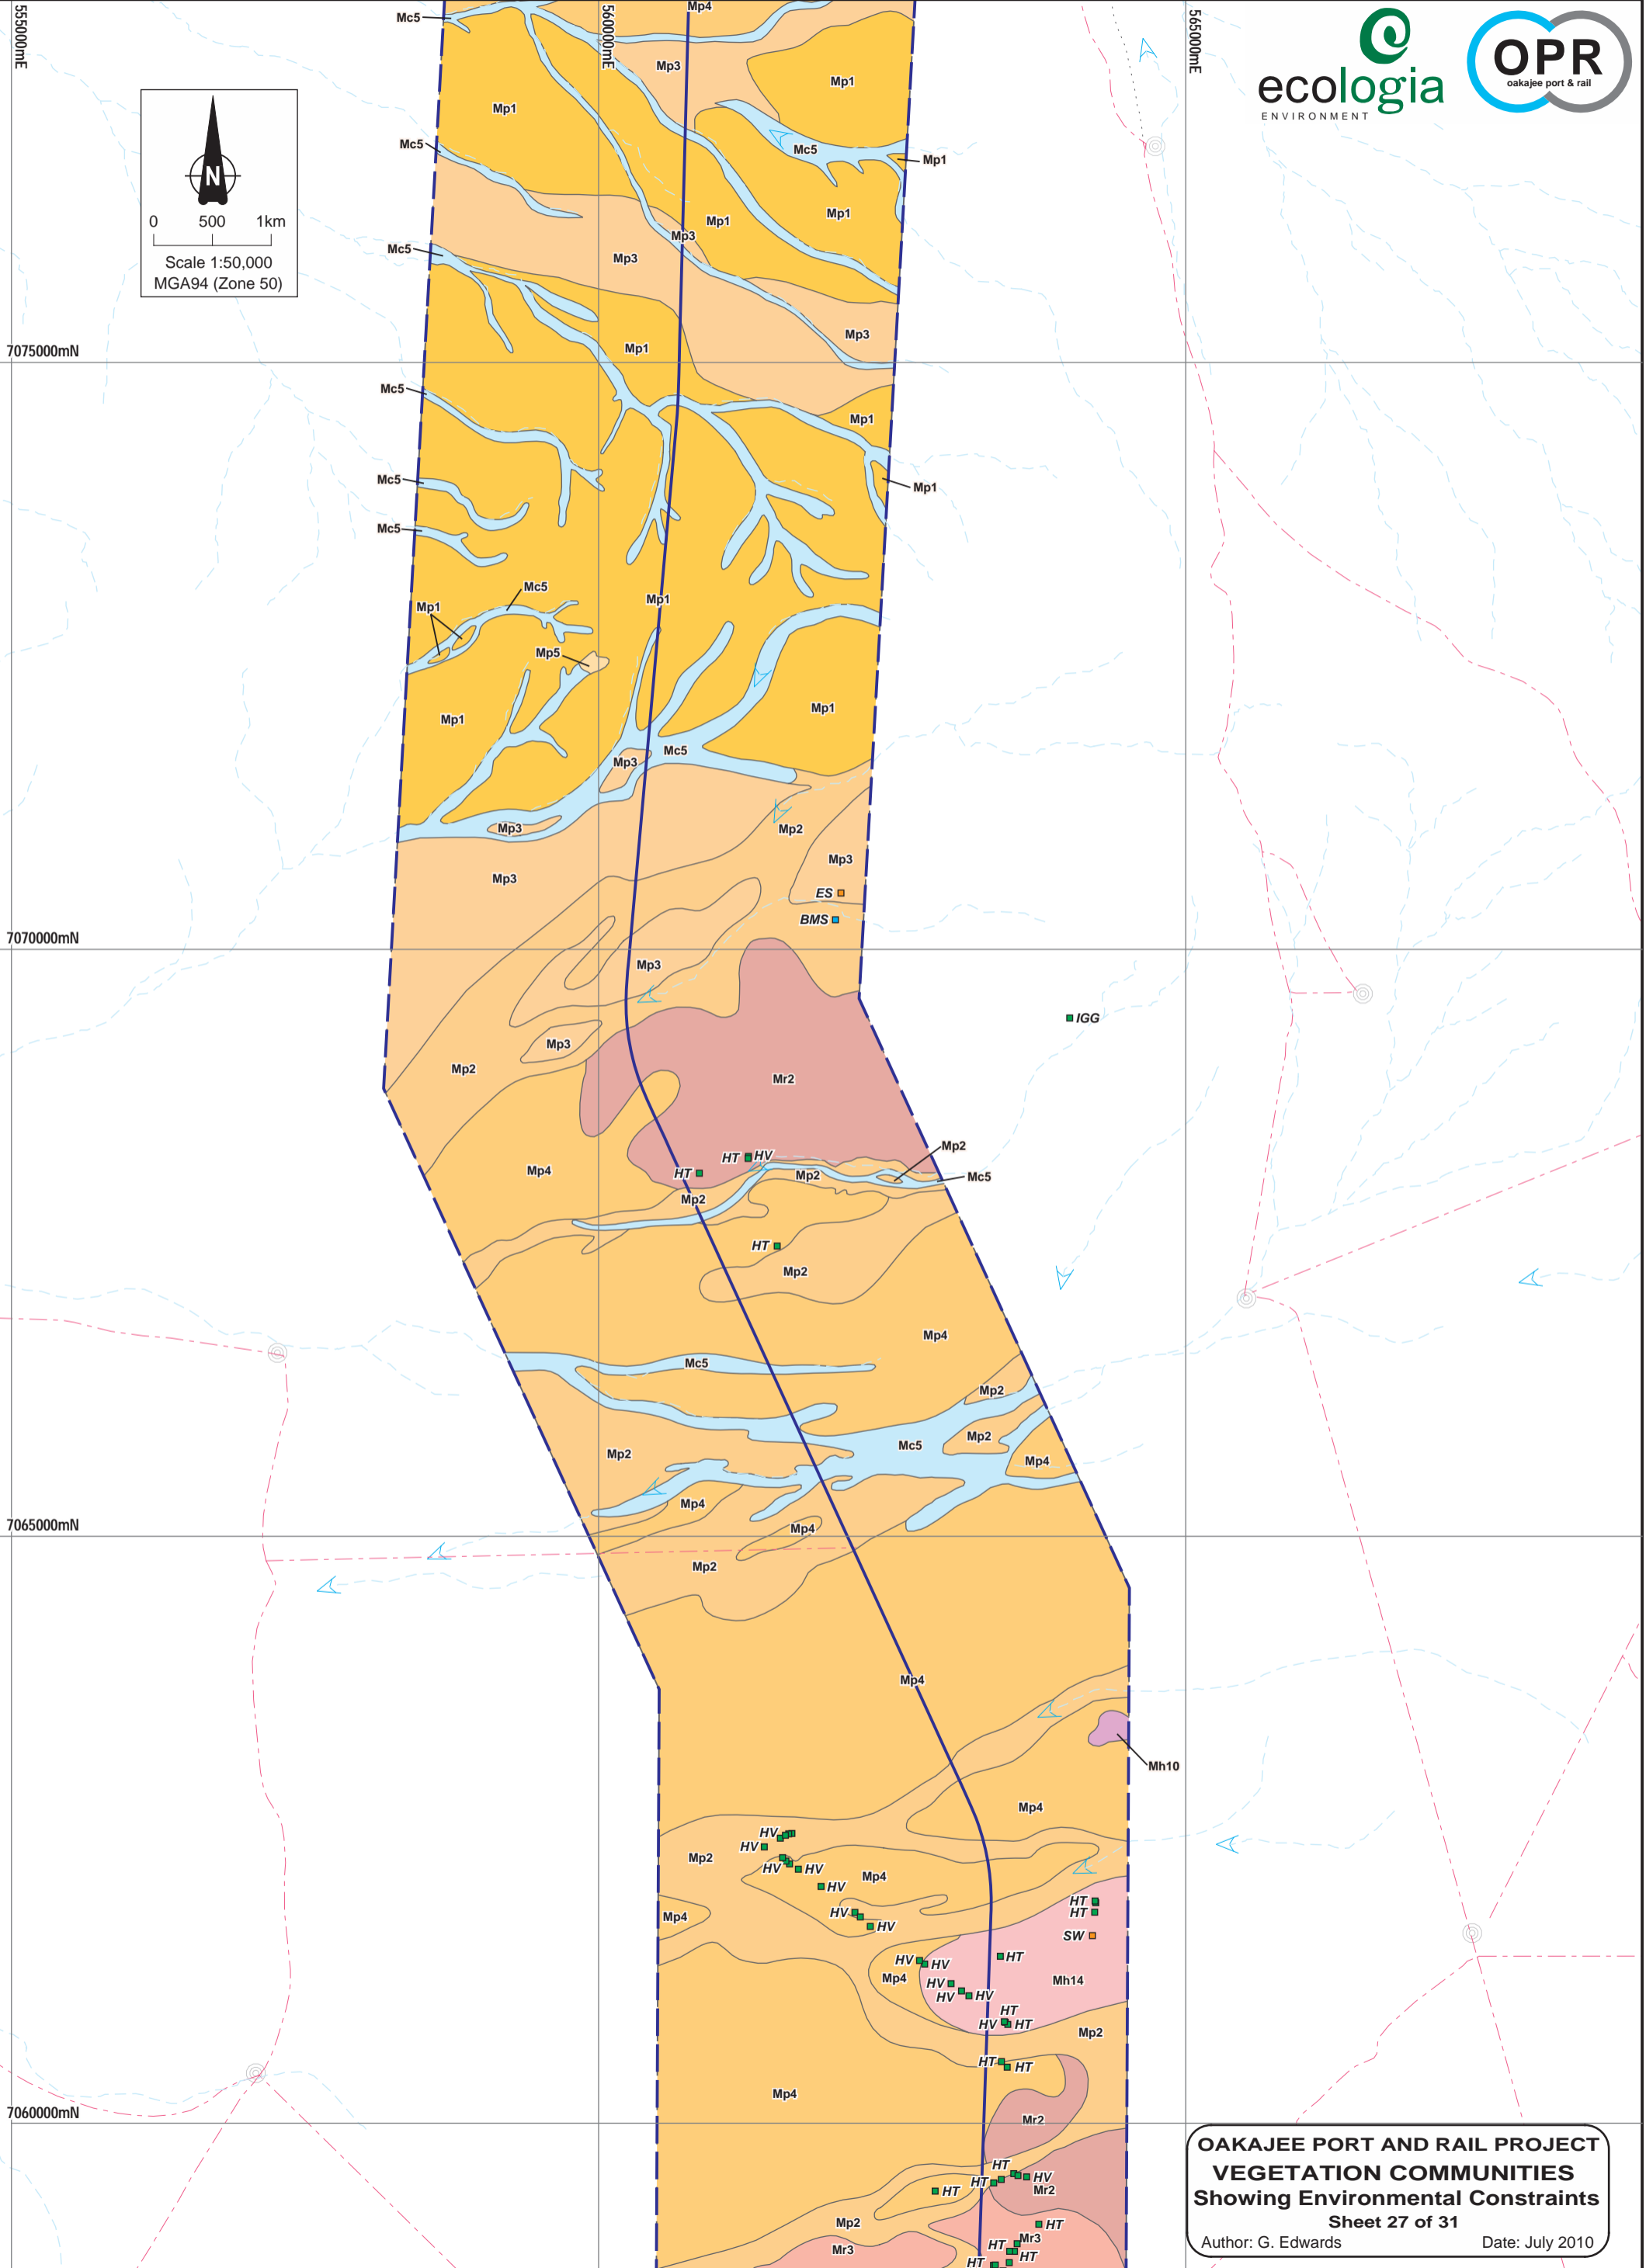 555000mE
560000mE
565000mE
ecologia
ENVIRONMENT
OPR
oakajee port & rail
N
0 500 1km
Scale 1:50,000
MGA94 (Zone 50)
Mc5
Mp4
Mp3
Mp1
Mp1
Mc5
Mc5
Mp1
Mp1
Mp1
Mp3
Mc5
Mp3
Mp3
Mp1
7075000mN
Mc5
Mp1
Mc5
Mp1
Mc5
Mc5
Mp1
Mp1
Mp5
Mp1
Mp1
Mc5
Mp3
Mp3
Mp2
Mp3
Mp3
ES
BMS
7070000mN
Mp3
IGG
Mp3
Mp2
Mr2
Mp2
HT HV
HT
Mp4
Mp2
Mc5
Mp2
HT
Mp2
Mp4
Mc5
Mp2
Mp2
Mc5
Mp2
Mp4
Mp4
7065000mN
Mp4
Mp2
Mp4
Mh10
Mp4
HV
HV
Mp2
HV HV
Mp4
HV
HT
HV
HT
Mp4
HV
SW
HV HV
HT
Mp4
Mh14
HV
HV HV
HT
HV HT
Mp2
HT
HT
Mp4
7060000mN
Mr2
HT
HV
HT
HT
Mr2
Mp2
HT
Mr3
HT
Mr3
HT
HT
OAKAJEE PORT AND RAIL PROJECT
VEGETATION COMMUNITIES
Showing Environmental Constraints
Sheet 27 of 31
Author: G. Edwards Date: July 2010